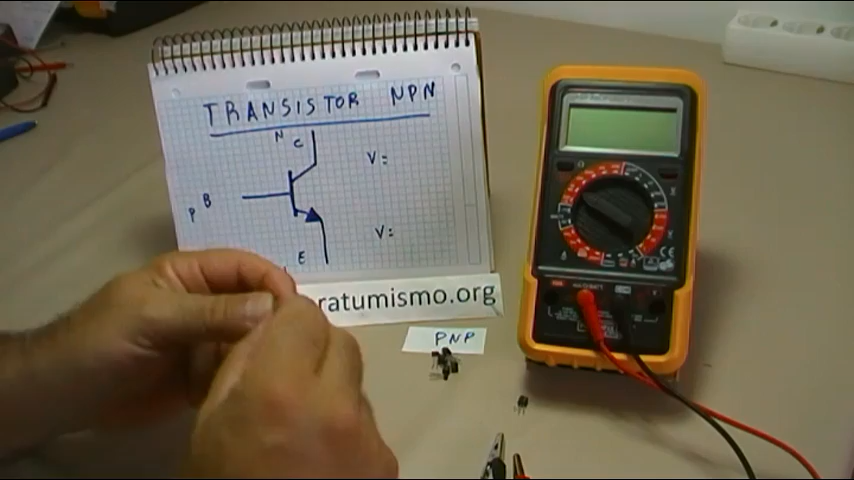 TRANSISTOR NPN
N C
V=
P B
V=
E
ratumismo.org
PNP